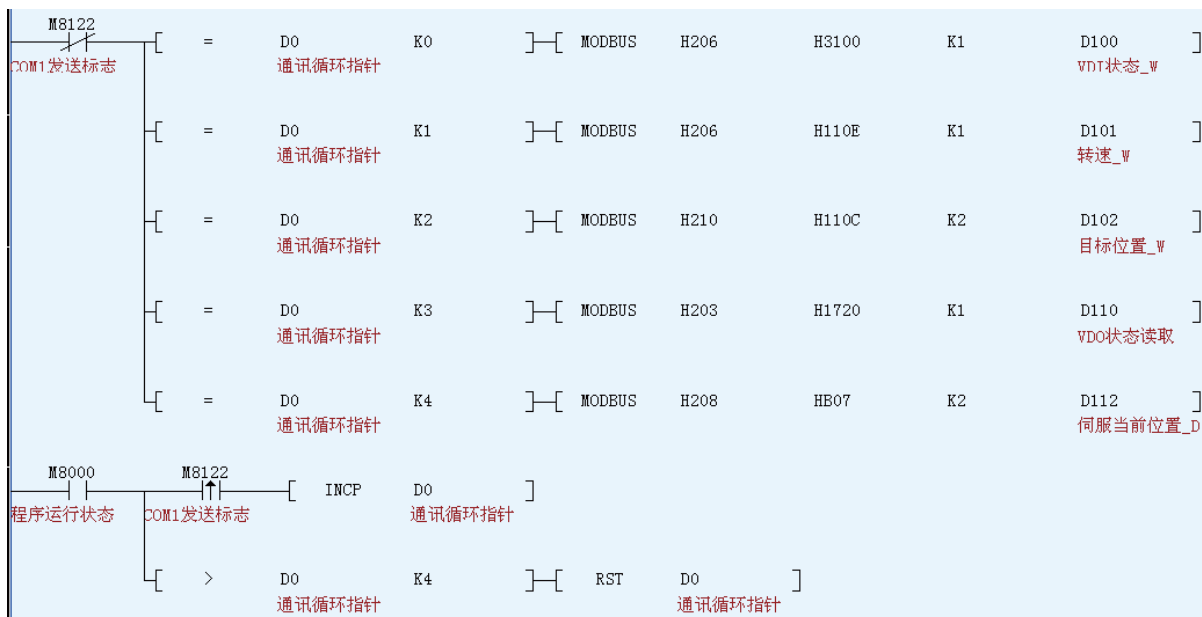 M8122
= D0 K0 MODBUS H206 H3100 K1 D100
COM1发送标志 通讯循环指针 VDI状态_W
= D0 K1 MODBUS H206 H110E K1 D101
通讯循环指针 转速_W
= D0 K2 MODBUS H210 H110C K2 D102
通讯循环指针 目标位置_W
= D0 K3 MODBUS H203 H1720 K1 D110
通讯循环指针 VDO状态读取
= D0 K4 MODBUS H208 HB07 K2 D112
通讯循环指针 伺服当前位置_D
M8000 M8122
INCP D0
程序运行状态 COM1发送标志 通讯循环指针
> D0 K4 RST D0
通讯循环指针 通讯循环指针